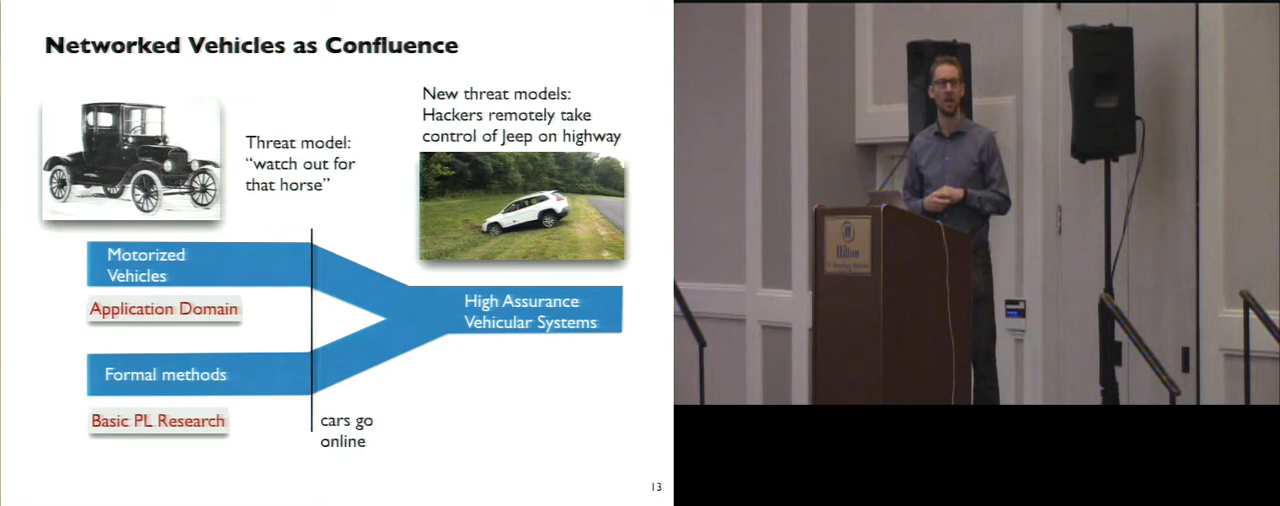 Networked Vehicles as Confluence
Threat model:
“watch out for
that horse”
New threat models:
Hackers remotely take
control of Jeep on highway
Motorized
Vehicles
Application Domain
High Assurance
Vehicular Systems
Formal methods
Basic PL Research
cars go
online
13
Hilton